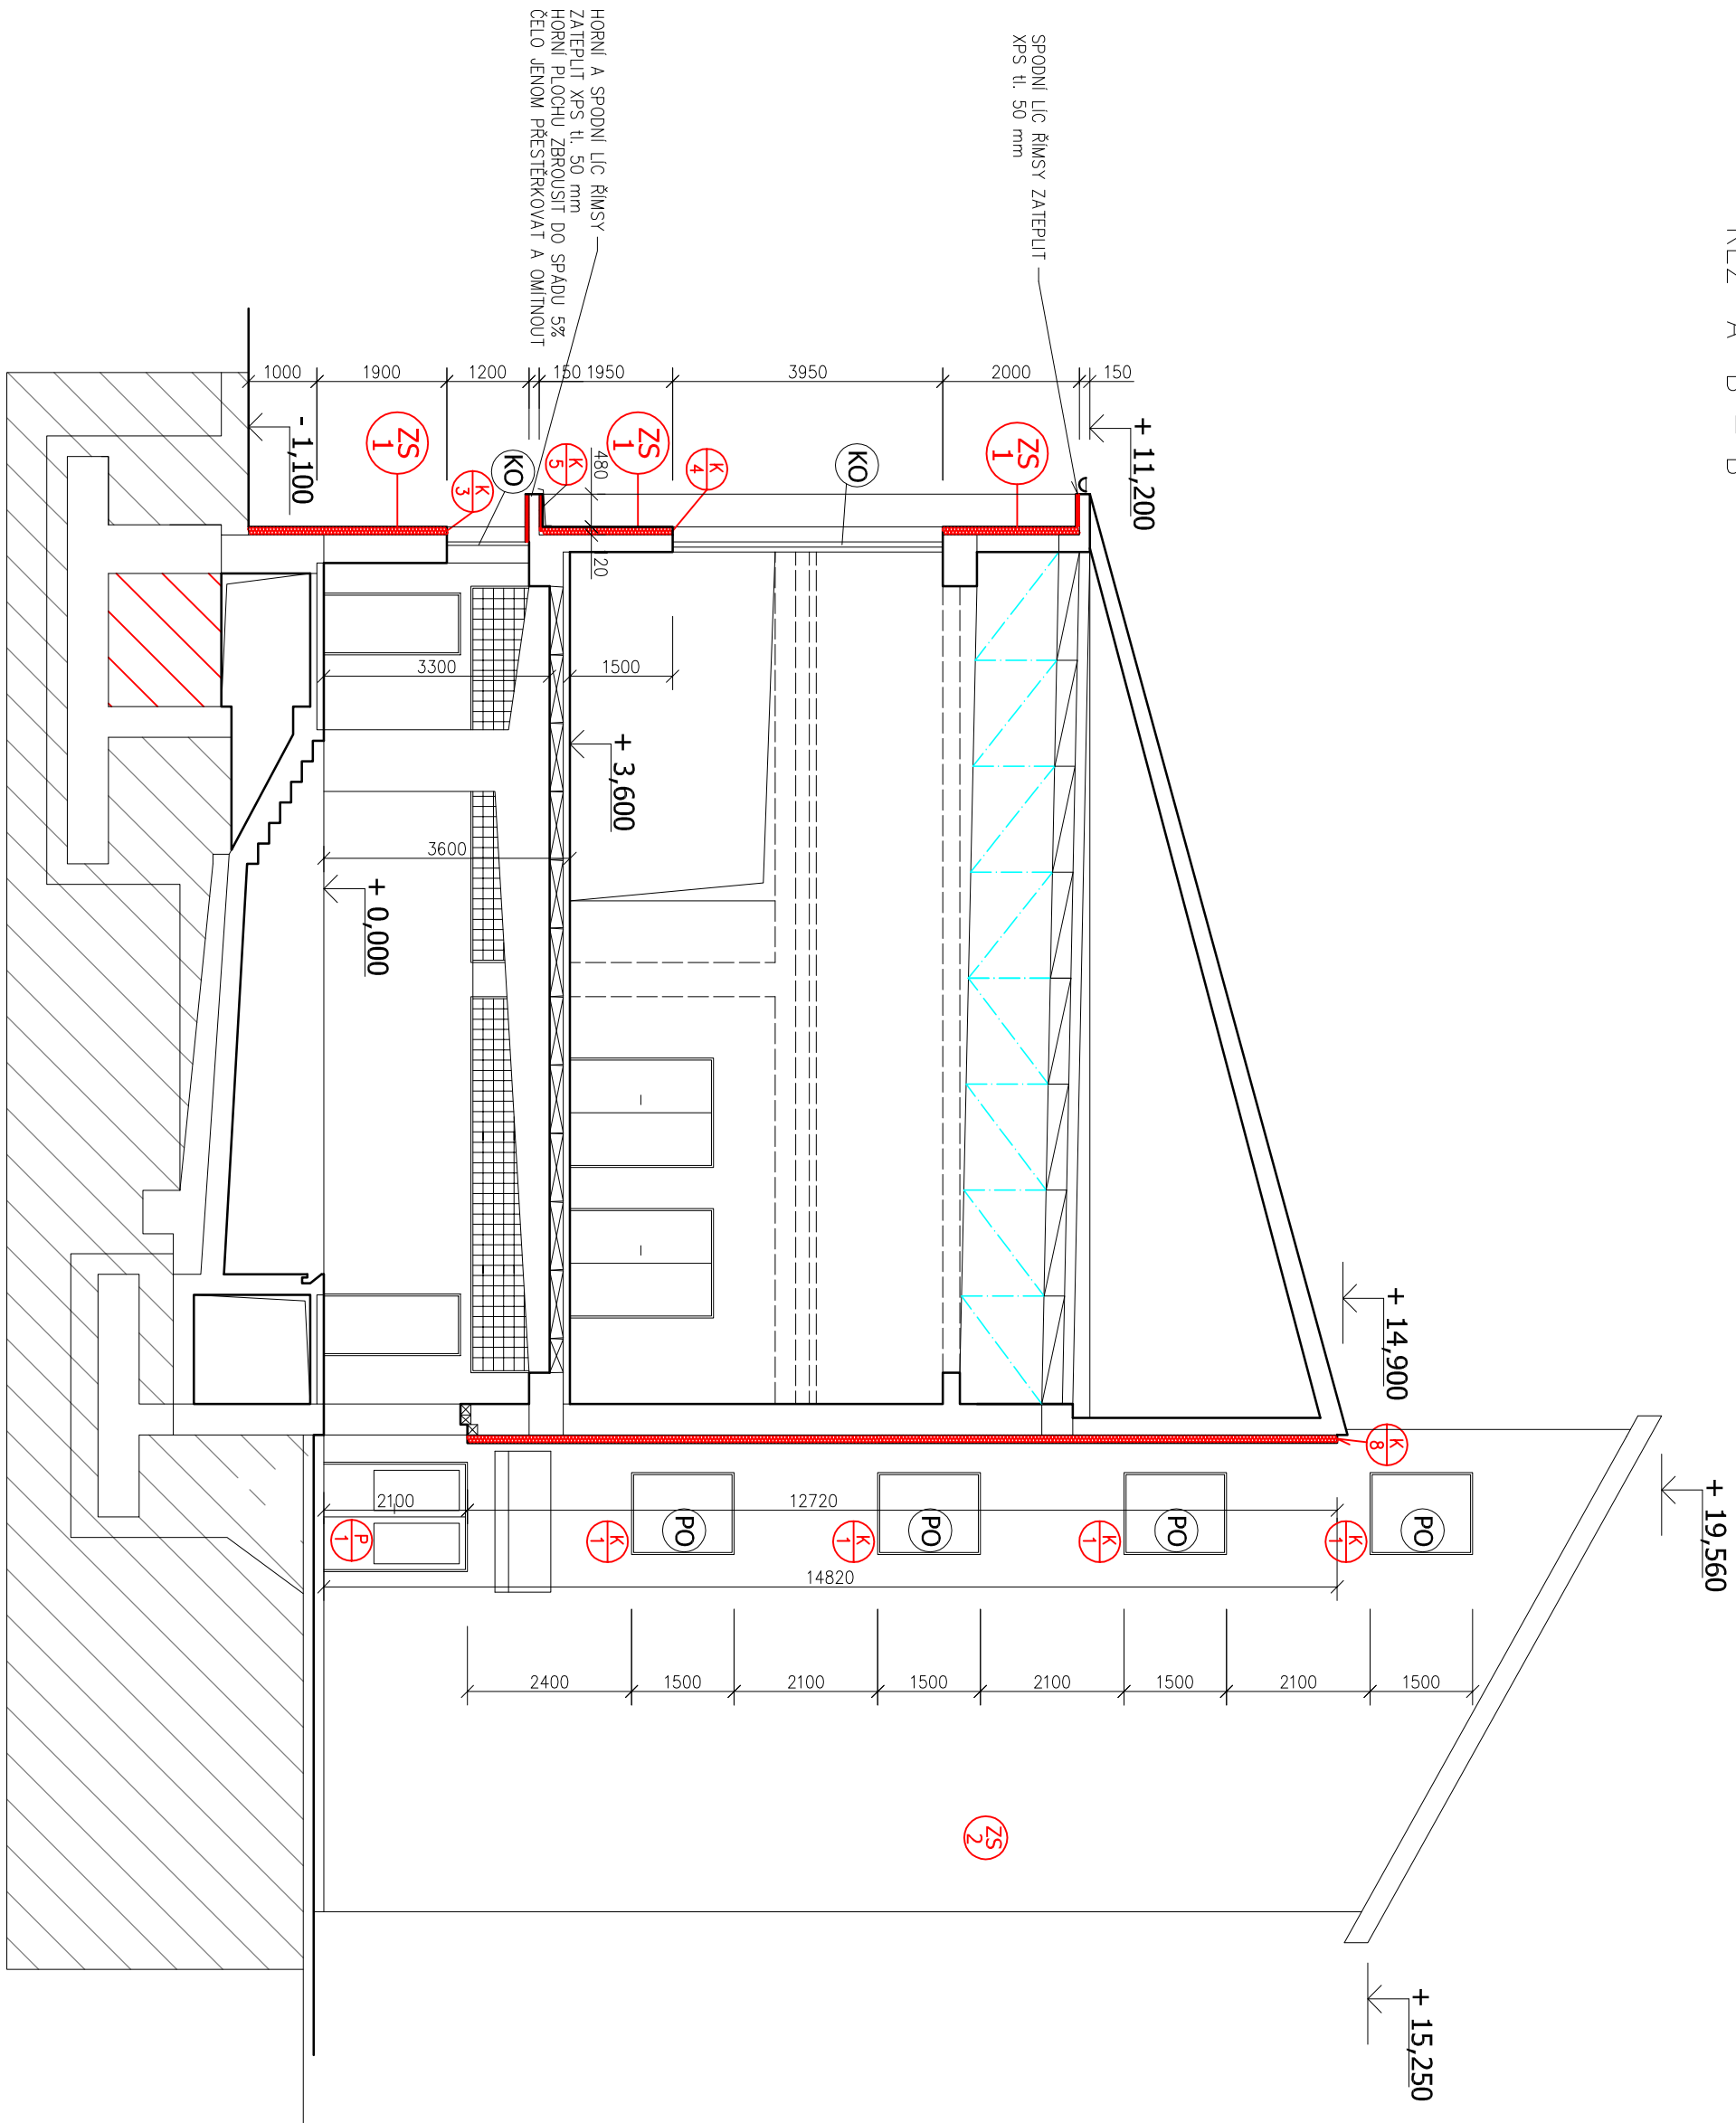 SPODNÍ LÍC ŘÍMSY ZATEPLIT
XPS tl. 50 mm
HORNÍ A SPODNÍ LÍC ŘÍMSY
ZATEPLIT XPS tl. 50 mm
HORNÍ PLOCHU ZBROUSIT DO SPÁDU 5%
ČELO JENOM PŘESTĚRKOVAT A OMÍTNOUT
1000
1900
1200
150
1950
3950
2000
150
- 1,100
+ 11,200
ZS
1
ZS
1
ZS
1
K
3
KO
K
5
480
K
4
KO
120
3300
1500
+ 3,600
3600
+ 0,000
+ 14,900
K
8
+ 19,560
2100
12720
P
1
K
1
PO
K
1
PO
K
1
PO
K
1
PO
14820
2400
1500
2100
1500
2100
1500
2100
1500
ZS
2
+ 15,250